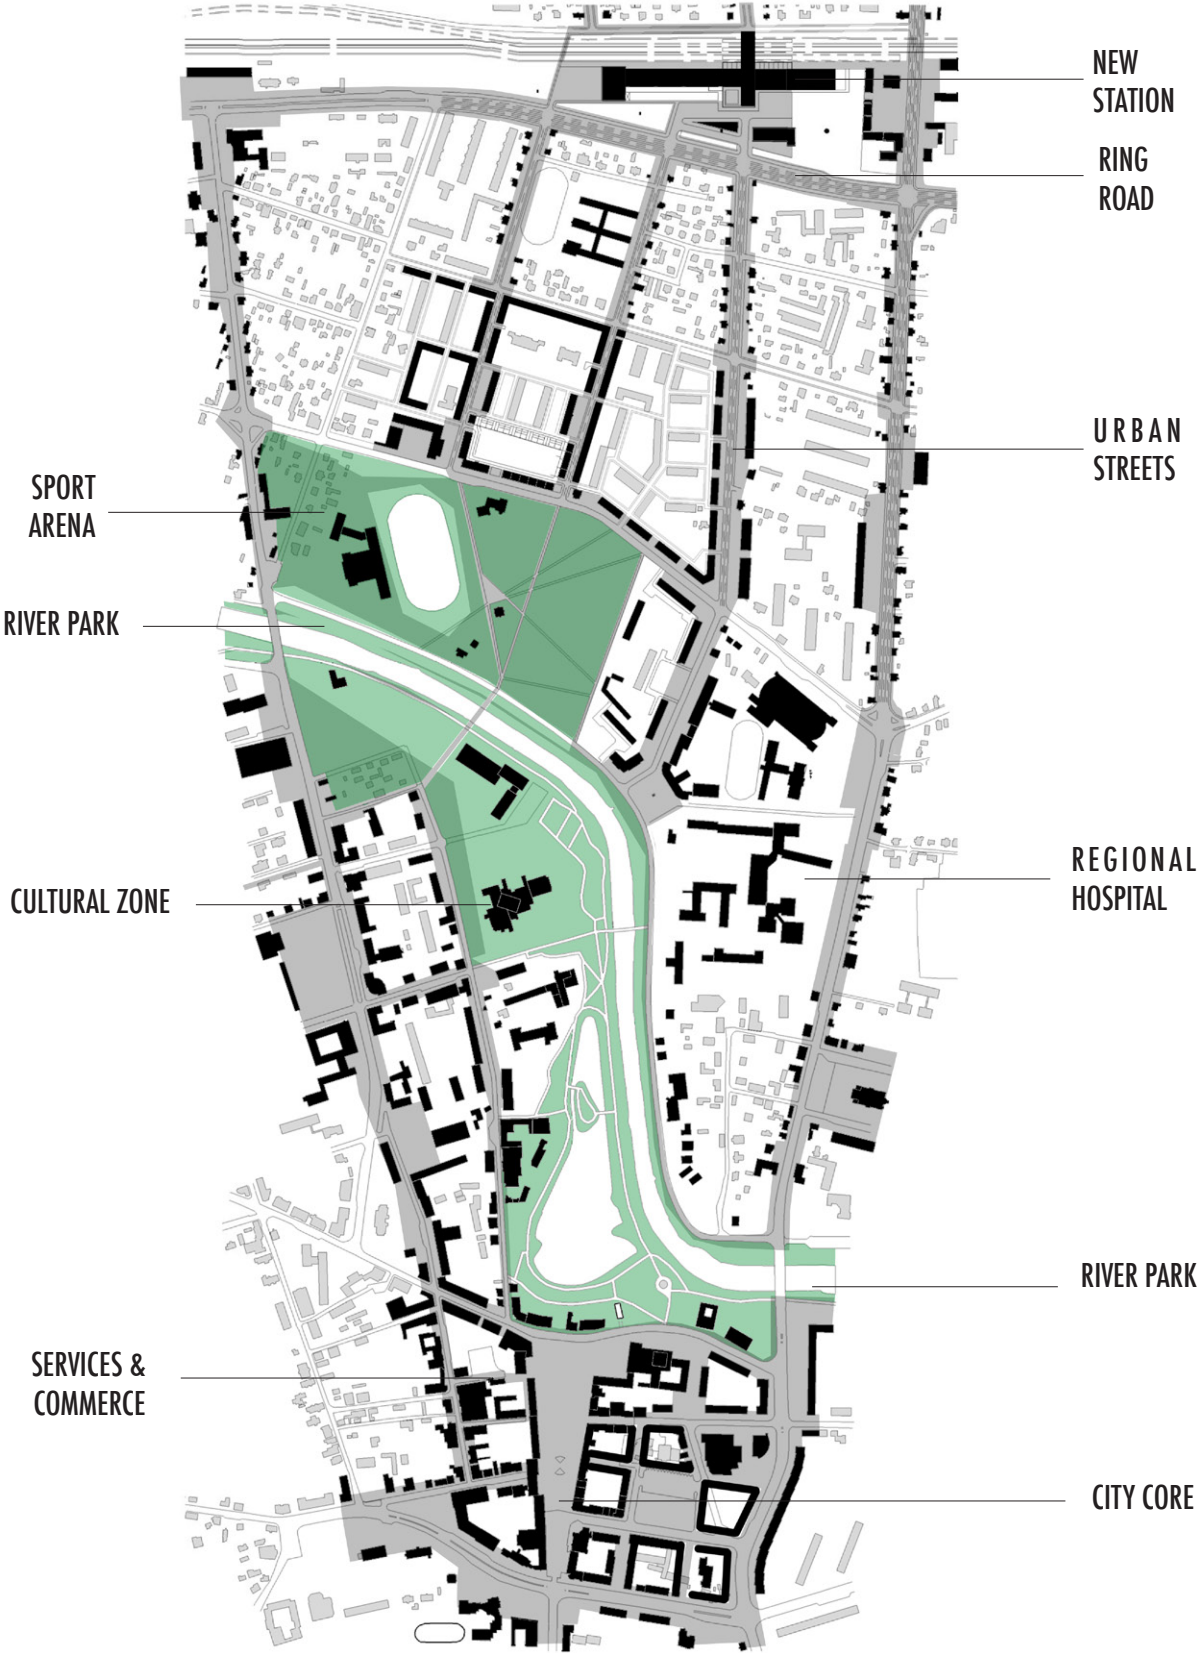 NEW
STATION
RING
ROAD
URBAN
STREETS
SPORT
ARENA
RIVER PARK
REGIONAL
HOSPITAL
CULTURAL ZONE
RIVER PARK
SERVICES &
COMMERCE
CITY CORE